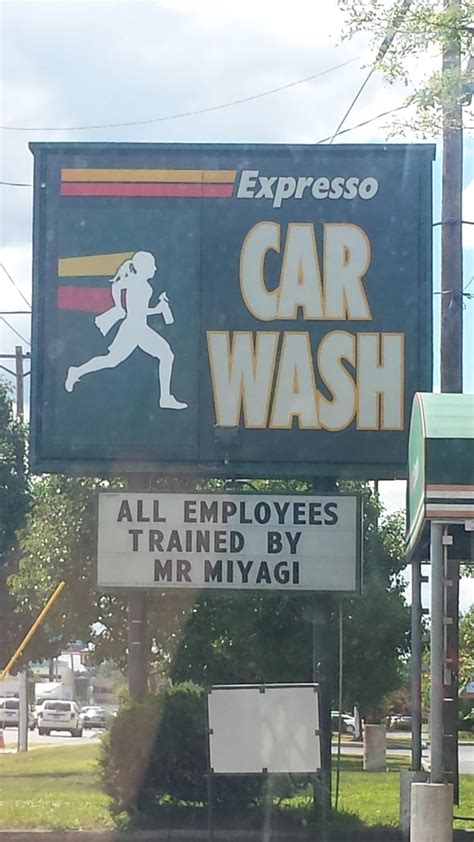 Expresso
CAR
WASH
ALL EMPLOYEES
TRAINED BY
MR MIYAGI